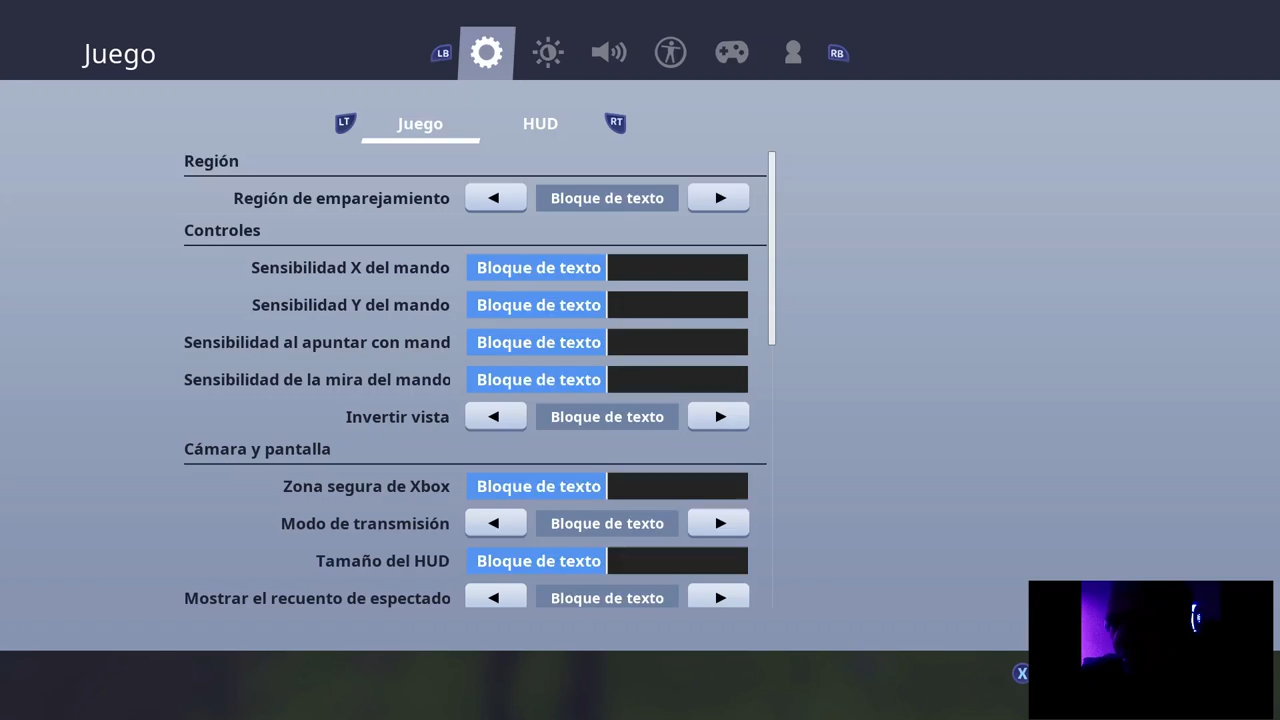 Juego
LB
RB
LT
Juego
HUD
RT
Región
Región de emparejamiento
Bloque de texto
Controles
Sensibilidad X del mando
Bloque de texto
Sensibilidad Y del mando
Bloque de texto
Sensibilidad al apuntar con mand
Bloque de texto
Sensibilidad de la mira del mando
Bloque de texto
Invertir vista
Bloque de texto
Cámara y pantalla
Zona segura de Xbox
Bloque de texto
Modo de transmisión
Bloque de texto
Tamaño del HUD
Bloque de texto
Mostrar el recuento de espectado
Bloque de texto
X